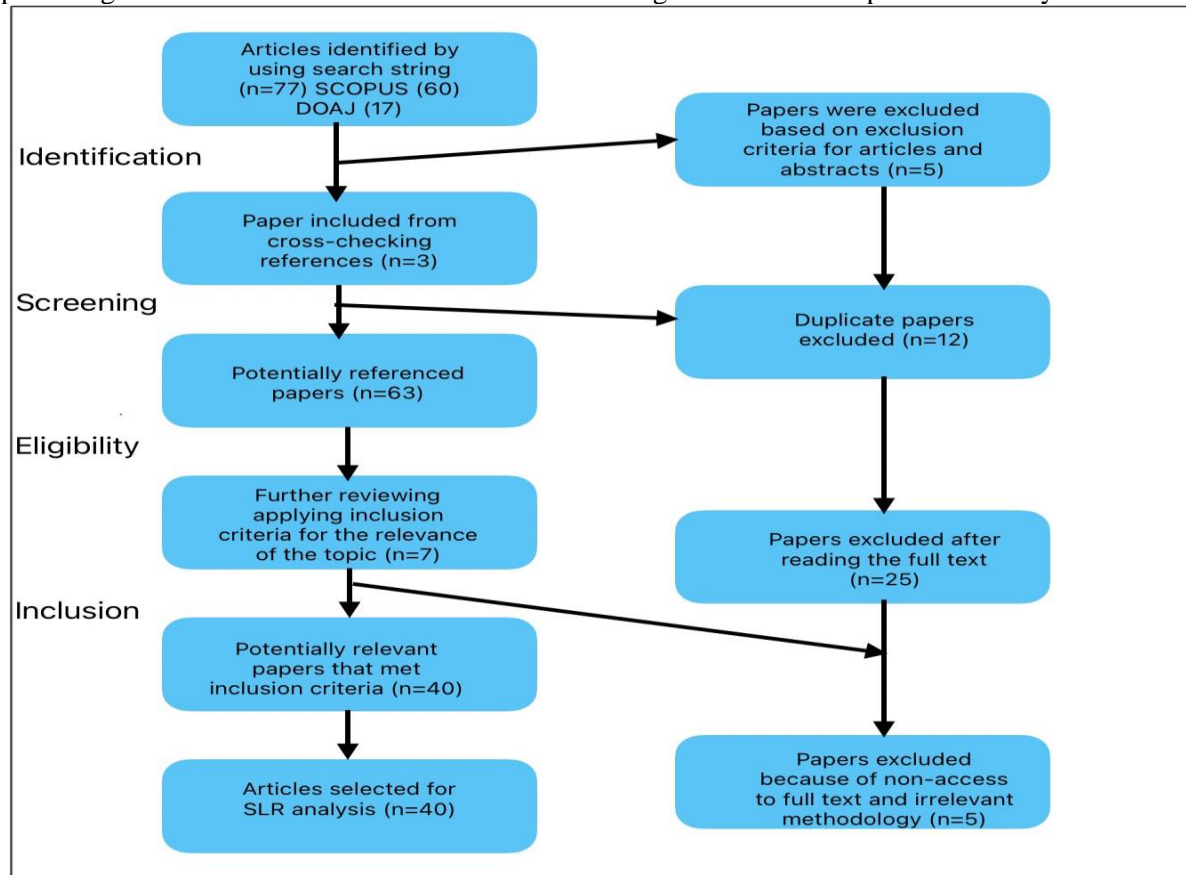 Articles identified by
using search string
(n=77) SCOPUS (60)
DOAJ (17)
Papers were excluded
based on exclusion
criteria for articles and
abstracts (n=5)
Identification
Paper included from
cross-checking
references (n=3)
Screening
Duplicate papers
excluded (n=12)
Potentially referenced
papers (n=63)
Eligibility
Further reviewing
applying inclusion
criteria for the relevance
of the topic (n=7)
Papers excluded after
reading the full text
(n=25)
Inclusion
Potentially relevant
papers that met
inclusion criteria (n=40)
Articles selected for
SLR analysis (n=40)
Papers excluded
because of non-access
to full text and irrelevant
methodology (n=5)